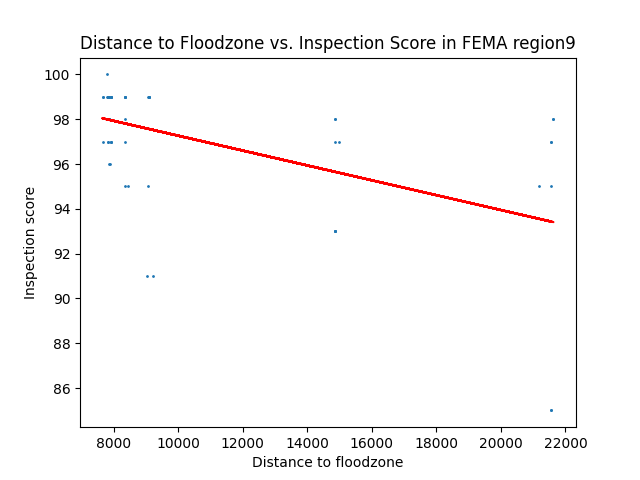 Distance to Floodzone vs. Inspection Score in FEMA region9
100
98
96
94
92
90
88
86
Inspection score
8000 10000 12000 14000 16000 18000 20000 22000
Distance to floodzone